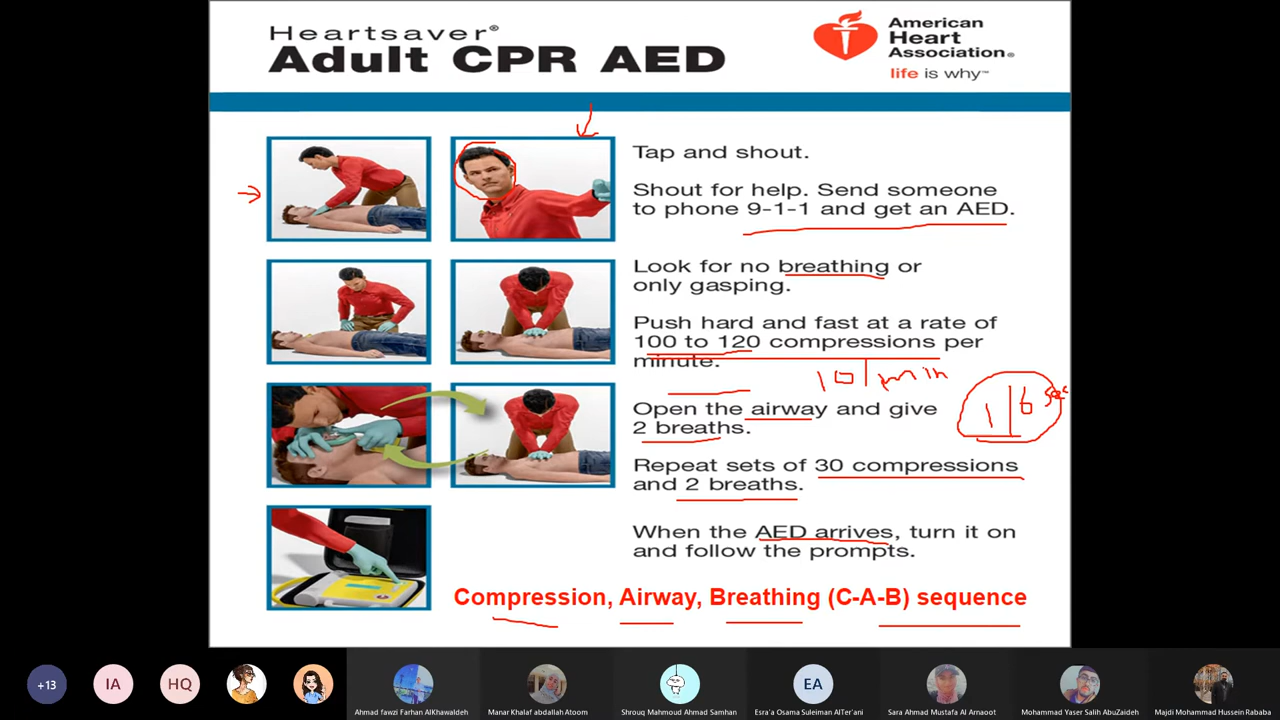 Heartsaver®
Adult CPR AED
American
Heart
Association®
life is why™
Tap and shout.
Shout for help. Send someone
to phone 9-1-1 and get an AED.
Look for no breathing or
only gasping.
Push hard and fast at a rate of
100 to 120 compressions per
minute.
10/min
1/6 sec
Open the airway and give
2 breaths.
Repeat sets of 30 compressions
and 2 breaths.
When the AED arrives, turn it on
and follow the prompts.
Compression, Airway, Breathing (C-A-B) sequence
+13
IA
HQ
EA
Ahmad fawzi Farhan AlKhawaldeh
Manar Khalaf abdallah Atoom
Shrouq Mahmoud Ahmad Samhan
Esra'a Osama Suleiman AlTer'ani
Sara Ahmad Mustafa Al Arnaoot
Mohammad Yaser Salih AbuZaideh
Majdi Mohammad Hussein Rababa